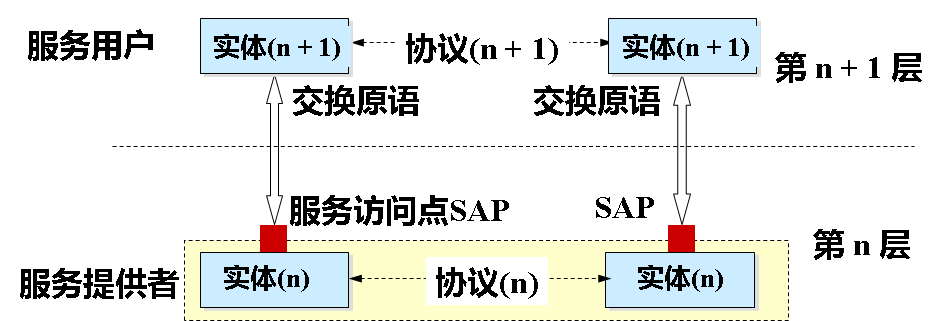 服务用户
实体(n + 1)
协议(n + 1)
实体(n + 1)
第 n + 1 层
交换原语
交换原语
服务访问点SAP
SAP
第 n 层
服务提供者
实体(n)
协议(n)
实体(n)